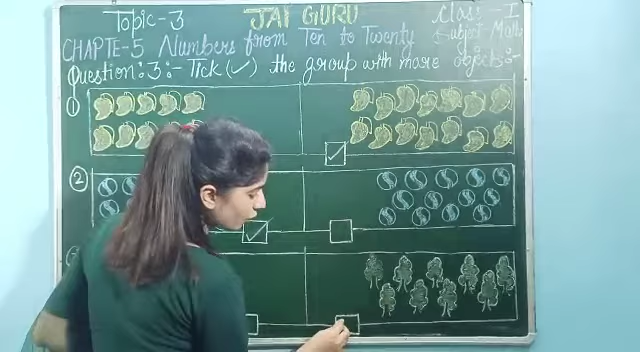 Topic-3 JAI GURU Class-I
CHAPTE-5 Numbers from Ten to Twenty Subject Math
Question:3:- Tick (✓) the group with more objects:-
1
2